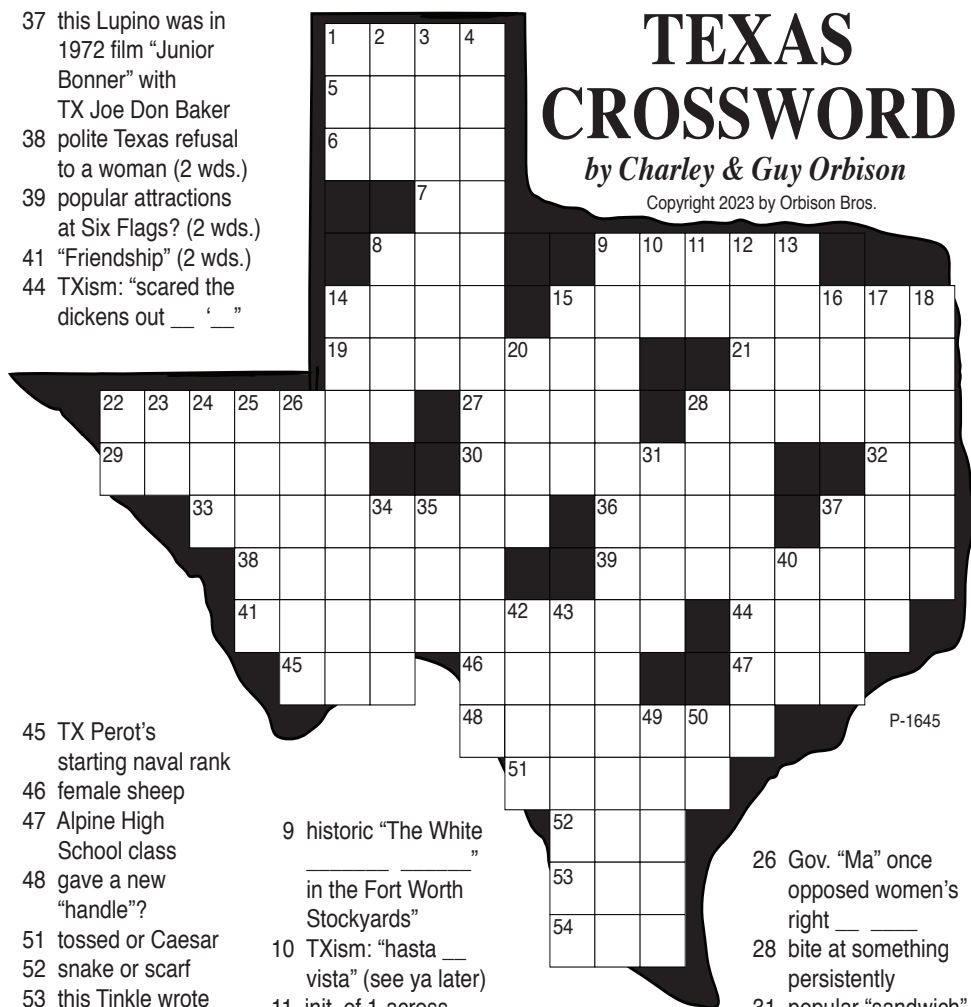 37 this Lupino was in
1972 film “Junior
Bonner” with
TX Joe Don Baker
38 polite Texas refusal
to a woman (2 wds.)
39 popular attractions
at Six Flags? (2 wds.)
41 “Friendship” (2 wds.)
44 TXism: “scared the
dickens out __ ‘__”
TEXAS
CROSSWORD
by Charley & Guy Orbison
Copyright 2023 by Orbison Bros.
1 2 3 4
5
6
7
8 9 10 11 12 13
14 15 16 17 18
19 20 21
22 23 24 25 26 27 28
29 30 31 32
33 34 35 36 37
38 39 40
41 42 43 44
45 46 47
48 49 50
51
52
53
54
P-1645
45 TX Perot’s
starting naval rank
46 female sheep
47 Alpine High
School class
48 gave a new
“handle”?
51 tossed or Caesar
52 snake or scarf
53 this Tinkle wrote
9 historic “The White
_______ ______”
in the Fort Worth
Stockyards”
10 TXism: “hasta __
vista” (see ya later)
11 init. of 1-across
26 Gov. “Ma” once
opposed women’s
right __ ____
28 bite at something
persistently
31 popular “sandwich”